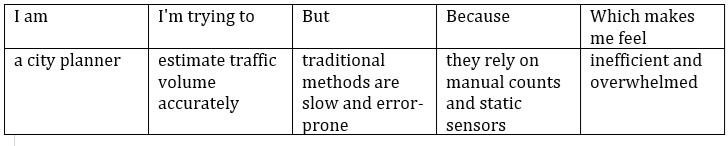 I am
I'm trying to
But
Because
Which makes
me feel
a city planner
estimate traffic
volume
accurately
traditional
methods are
slow and error-
prone
they rely on
manual counts
and static
sensors
inefficient and
overwhelmed